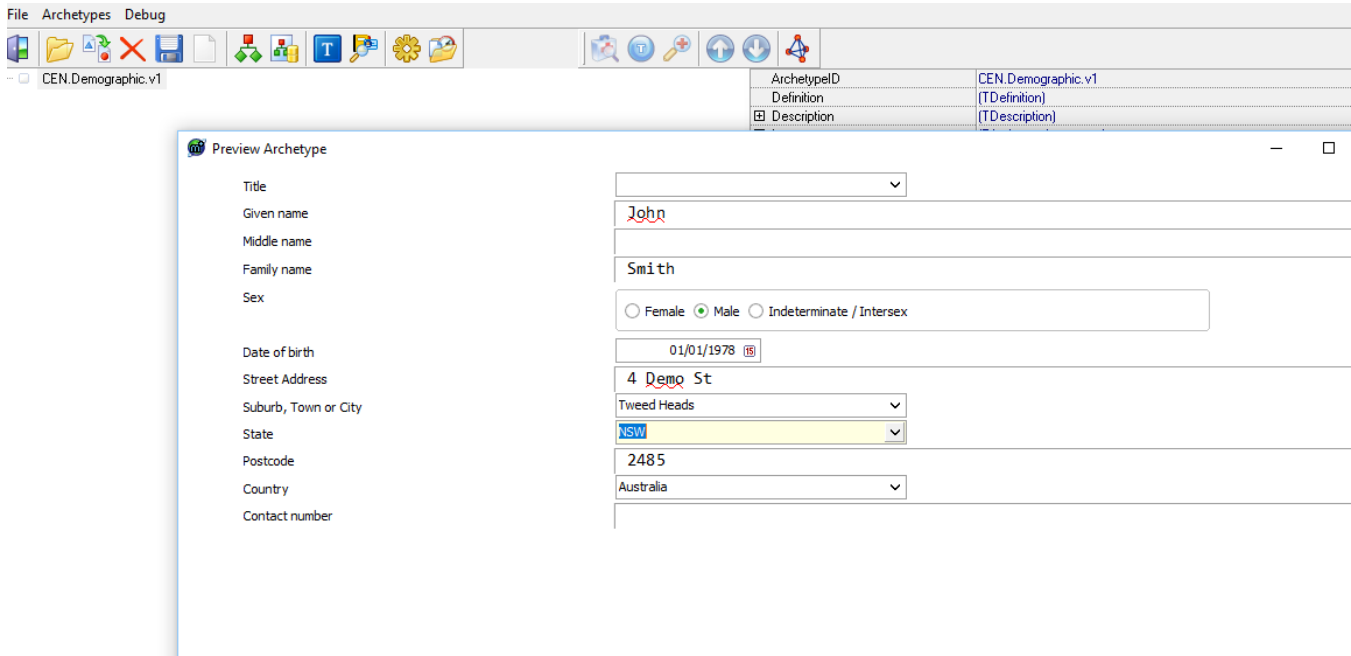 File Archetypes Debug
CEN.Demographic.v1
ArchetypeID CEN.Demographic.v1
Definition (TDefinition)
Description (TDescription)
Preview Archetype
Title
Given name John
Middle name
Family name Smith
Sex
Female Male Indeterminate / Intersex
Date of birth 01/01/1978 15
Street Address 4 Demo St
Suburb, Town or City Tweed Heads
State NSW
Postcode 2485
Country Australia
Contact number